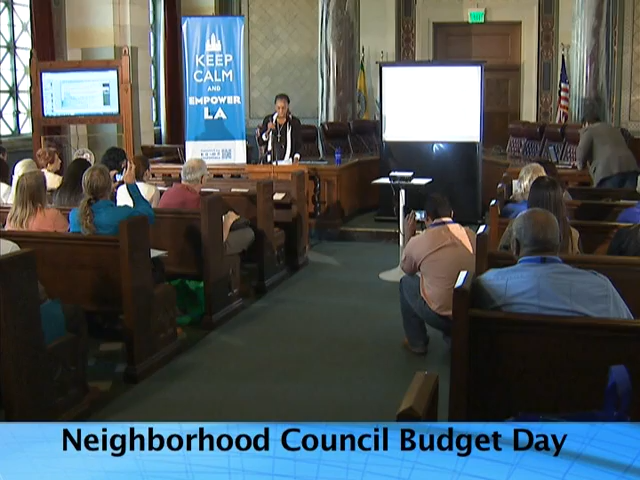 KEEP
CALM
AND
EMPOWER
LA
Neighborhood Council Budget Day